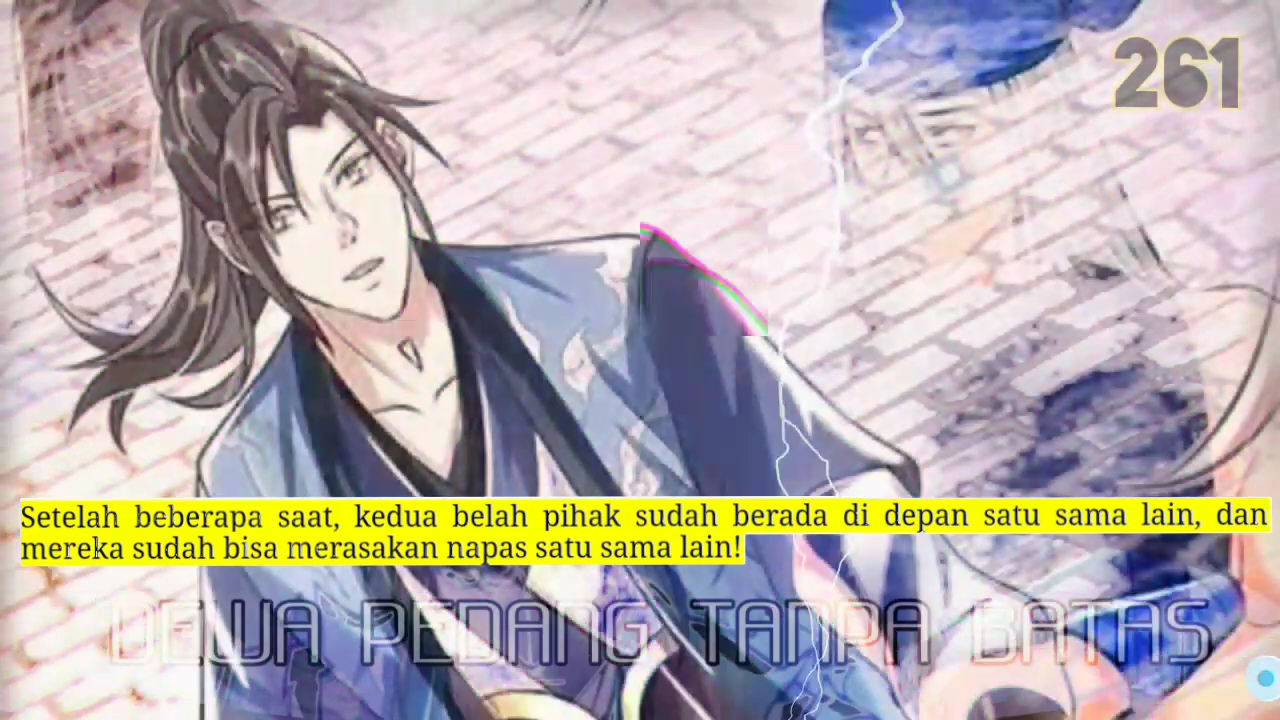 261
Setelah beberapa saat, kedua belah pihak sudah berada di depan satu sama lain, dan
mereka sudah bisa merasakan napas satu sama lain!
DEWA PEDANG TANPA BATAS